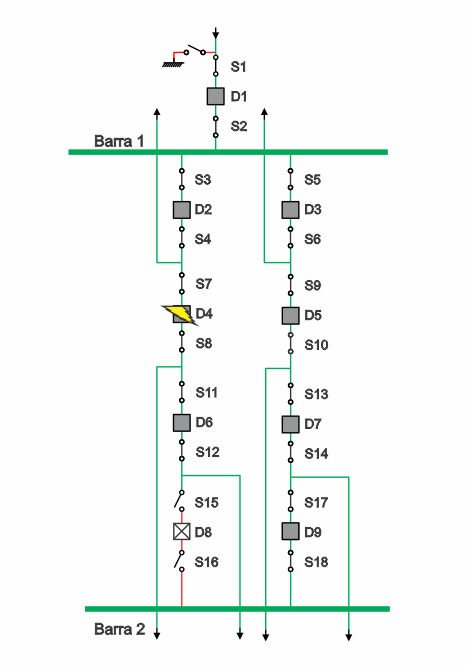 S1
D1
S2
Barra 1
S3 S5
D2 D3
S4 S6
S7 S9
D4 D5
S8 S10
S11 S13
D6 D7
S12 S14
S15 S17
D8 D9
S16 S18
Barra 2